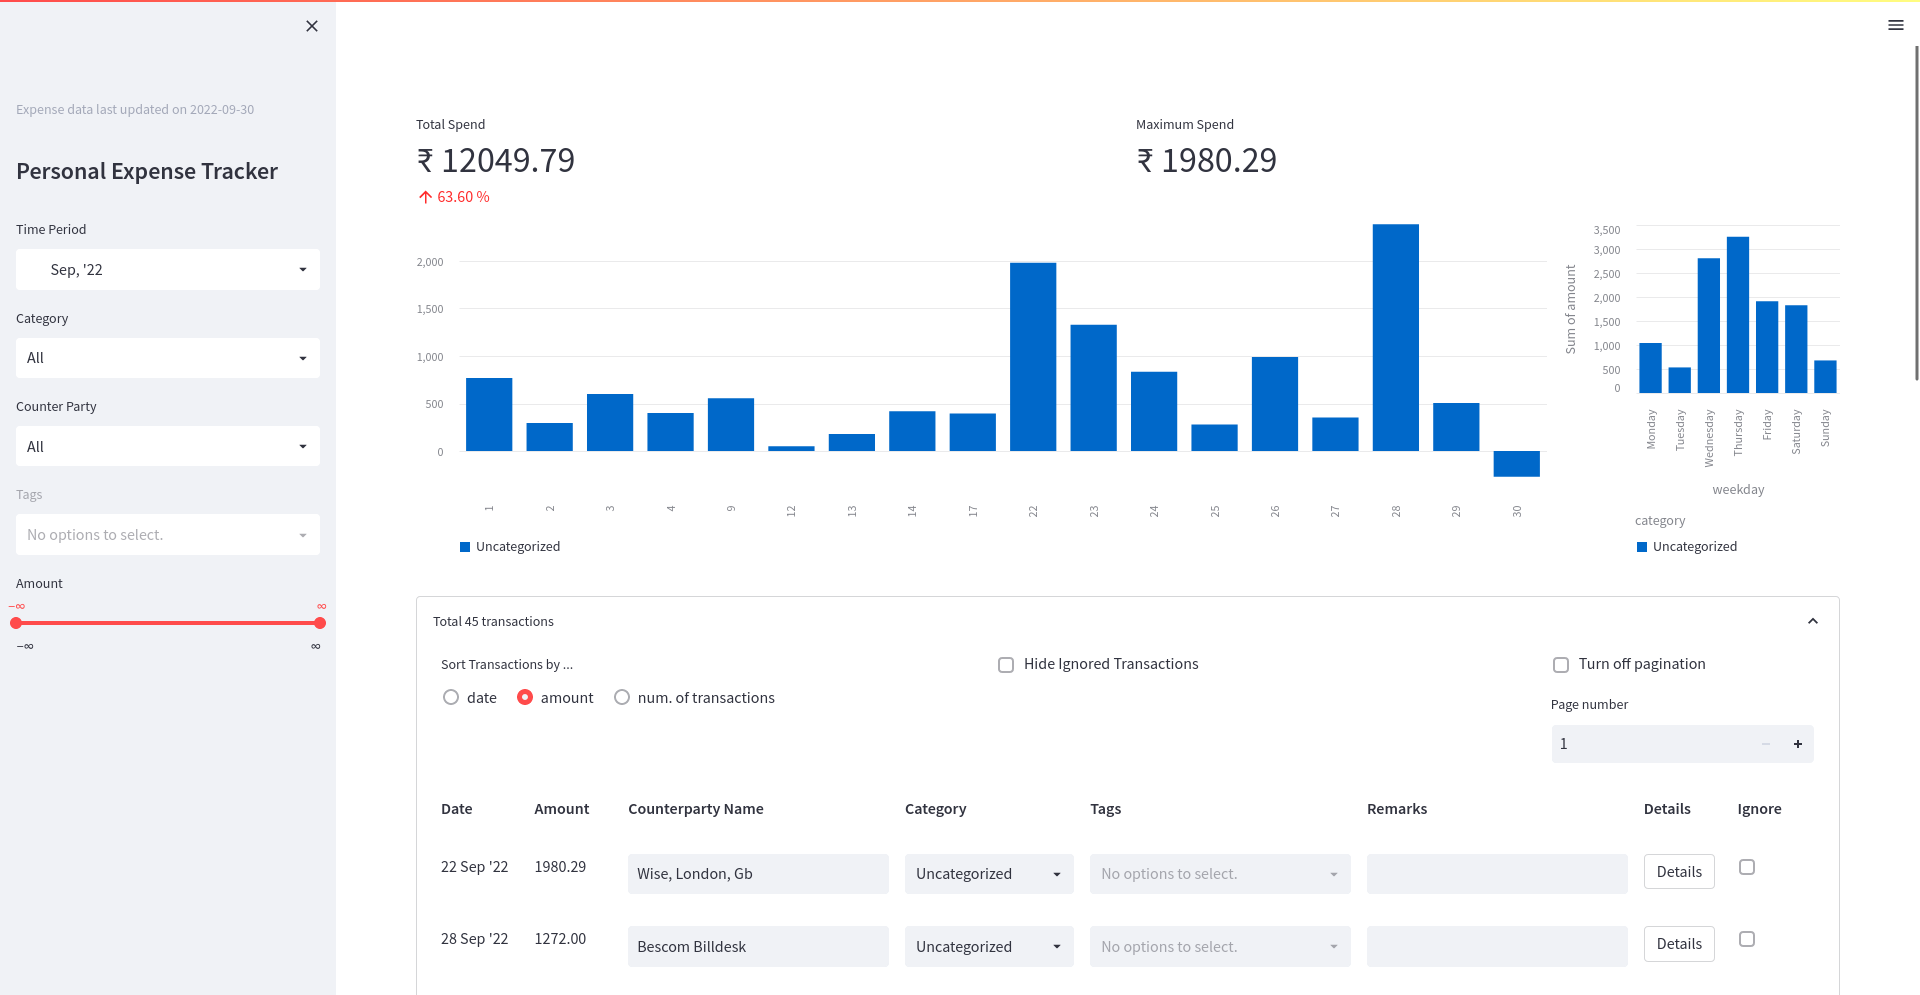 Expense data last updated on 2022-09-30
Personal Expense Tracker
Time Period
Sep, '22
Category
All
Counter Party
All
Tags
No options to select.
Amount
−∞ ∞
−∞ ∞
Total Spend
₹ 12049.79
63.60 %
Maximum Spend
₹ 1980.29
2,000
1,500
1,000
500
0
1 2 3 4 9 12 13 14 17 22 23 24 25 26 27 28 29 30
Uncategorized
Sum of amount
3,500
3,000
2,500
2,000
1,500
1,000
500
0
Monday Tuesday Wednesday Thursday Friday Saturday Sunday
weekday
category
Uncategorized
Total 45 transactions
Sort Transactions by ...
date amount num. of transactions
Hide Ignored Transactions
Turn off pagination
Page number
1 − +
Date Amount Counterparty Name Category Tags Remarks Details Ignore
22 Sep '22 1980.29 Wise, London, Gb Uncategorized No options to select. Details
28 Sep '22 1272.00 Bescom Billdesk Uncategorized No options to select. Details